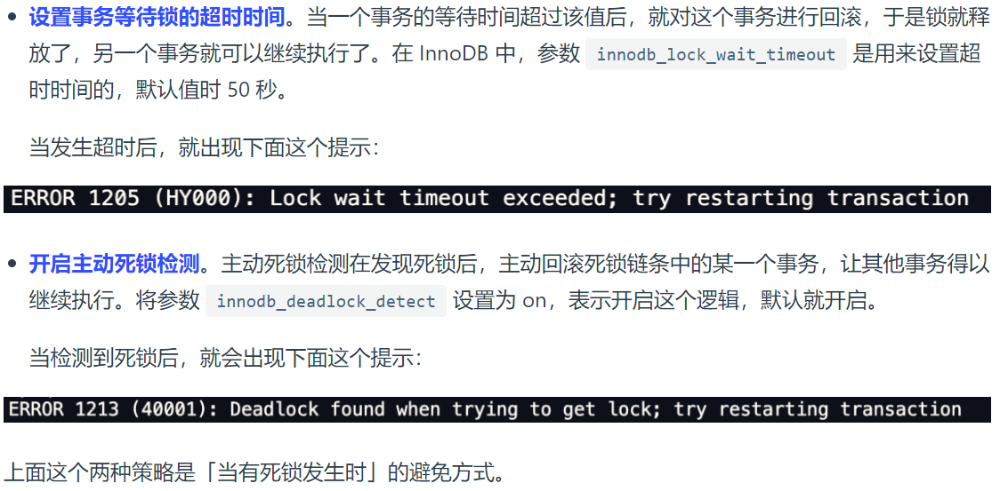 设置事务等待锁的超时时间。当一个事务的等待时间超过该值后，就对这个事务进行回滚，于是锁就释
放了，另一个事务就可以继续执行了。在 InnoDB 中，参数 innodb_lock_wait_timeout 是用来设置超
时时间的，默认值时 50 秒。
当发生超时后，就出现下面这个提示：
ERROR 1205 (HY000): Lock wait timeout exceeded; try restarting transaction
开启主动死锁检测。主动死锁检测在发现死锁后，主动回滚死锁链条中的某一个事务，让其他事务得以
继续执行。将参数 innodb_deadlock_detect 设置为 on，表示开启这个逻辑，默认就开启。
当检测到死锁后，就会出现下面这个提示：
ERROR 1213 (40001): Deadlock found when trying to get lock; try restarting transaction
上面这个两种策略是「当有死锁发生时」的避免方式。